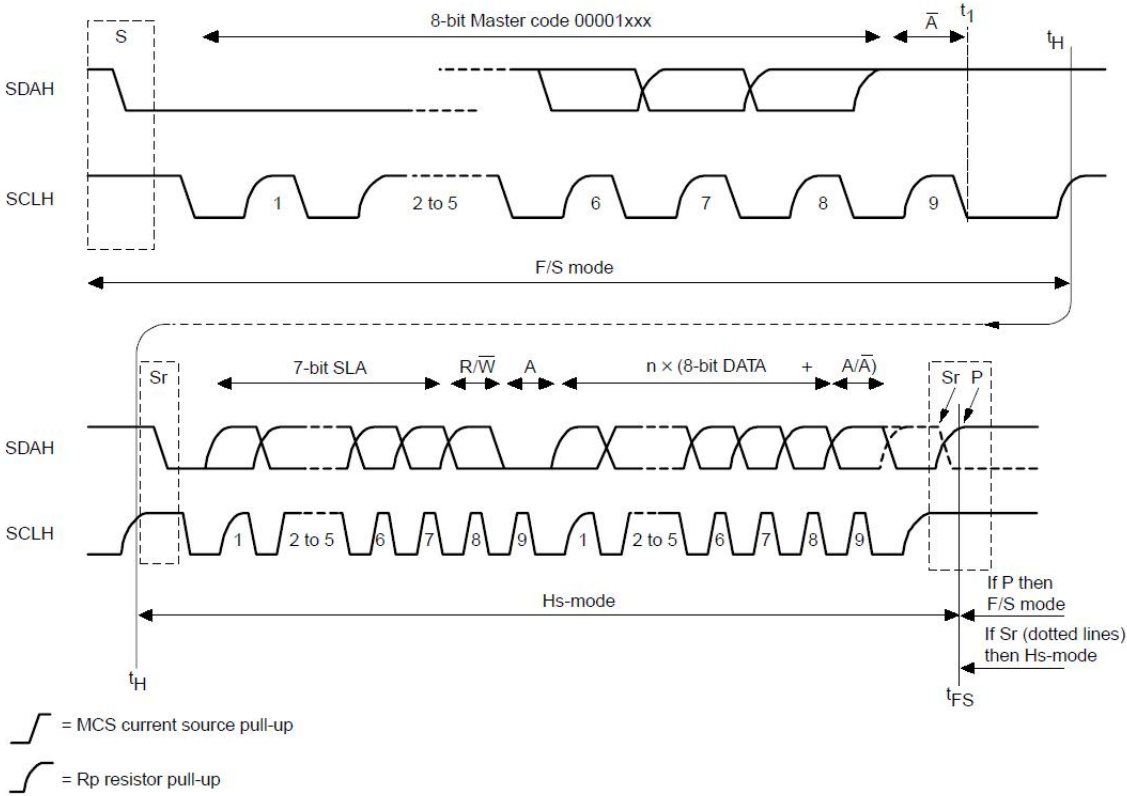 S
8-bit Master code 00001xxx
A̅
t1
tH
SDAH
SCLH
1
2 to 5
6
7
8
9
F/S mode
Sr
7-bit SLA
R/W̅
A
n × (8-bit DATA
+
A/A̅)
Sr P
SDAH
SCLH
1
2 to 5
6
7
8
9
1
2 to 5
6
7
8
9
Hs-mode
If P then
F/S mode
If Sr (dotted lines)
then Hs-mode
tH
tFS
= MCS current source pull-up
= Rp resistor pull-up